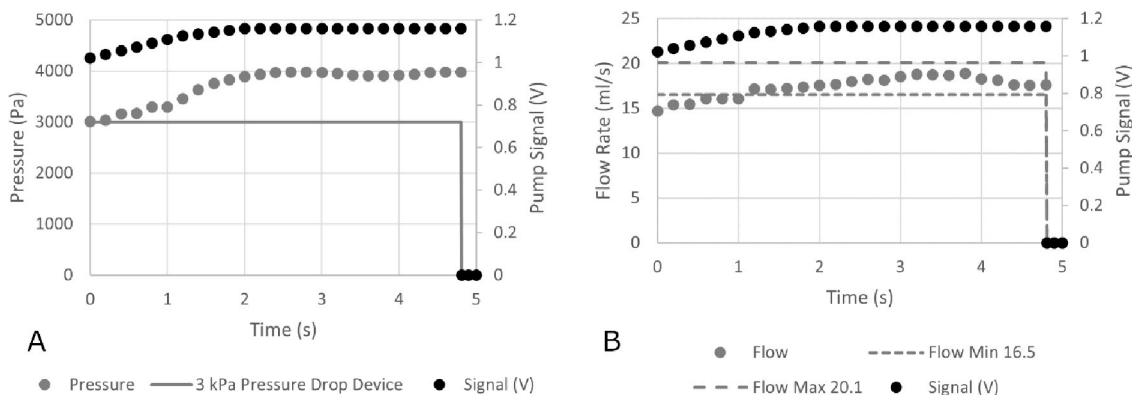 5000
4000
3000
2000
1000
0
Pressure (Pa)
1.2
1
0.8
0.6
0.4
0.2
0
Pump Signal (V)
0 1 2 3 4 5
Time (s)
A
Pressure 3 kPa Pressure Drop Device Signal (V)
25
20
15
10
5
0
Flow Rate (ml/s)
1.2
1
0.8
0.6
0.4
0.2
0
Pump Signal (V)
0 1 2 3 4 5
Time (s)
B
Flow Flow Min 16.5
Flow Max 20.1 Signal (V)